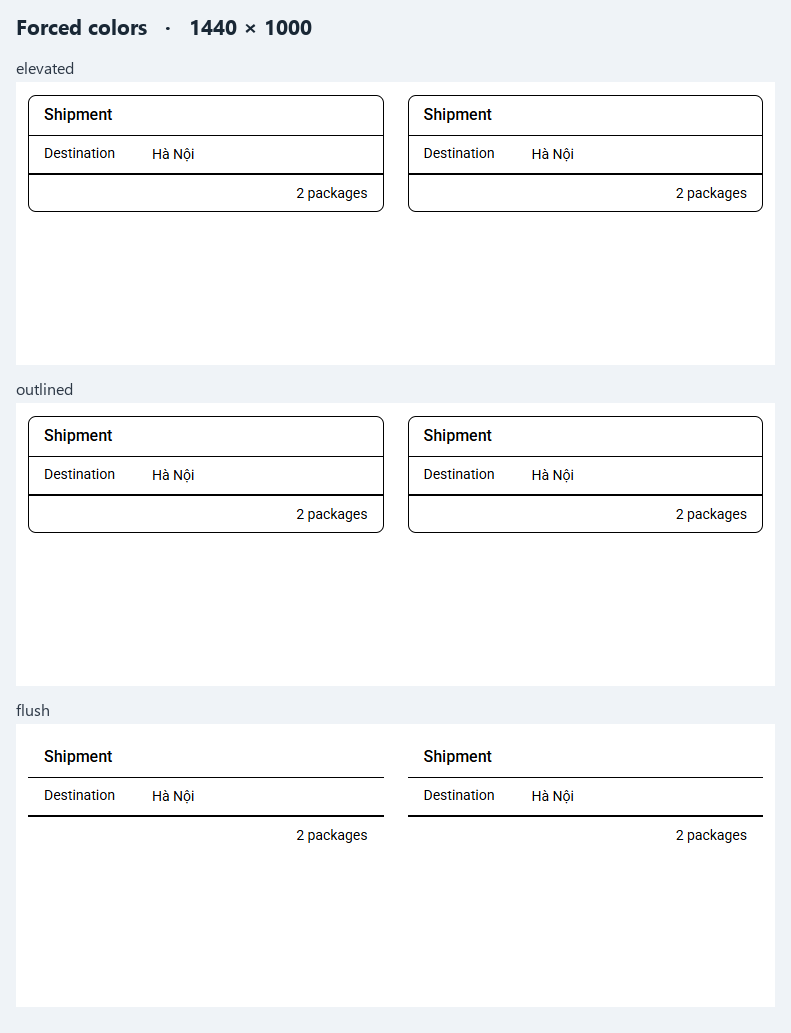 Forced colors · 1440 × 1000
elevated
Shipment Shipment
Destination Hà Nội Destination Hà Nội
2 packages 2 packages
outlined
Shipment Shipment
Destination Hà Nội Destination Hà Nội
2 packages 2 packages
flush
Shipment Shipment
Destination Hà Nội Destination Hà Nội
2 packages 2 packages